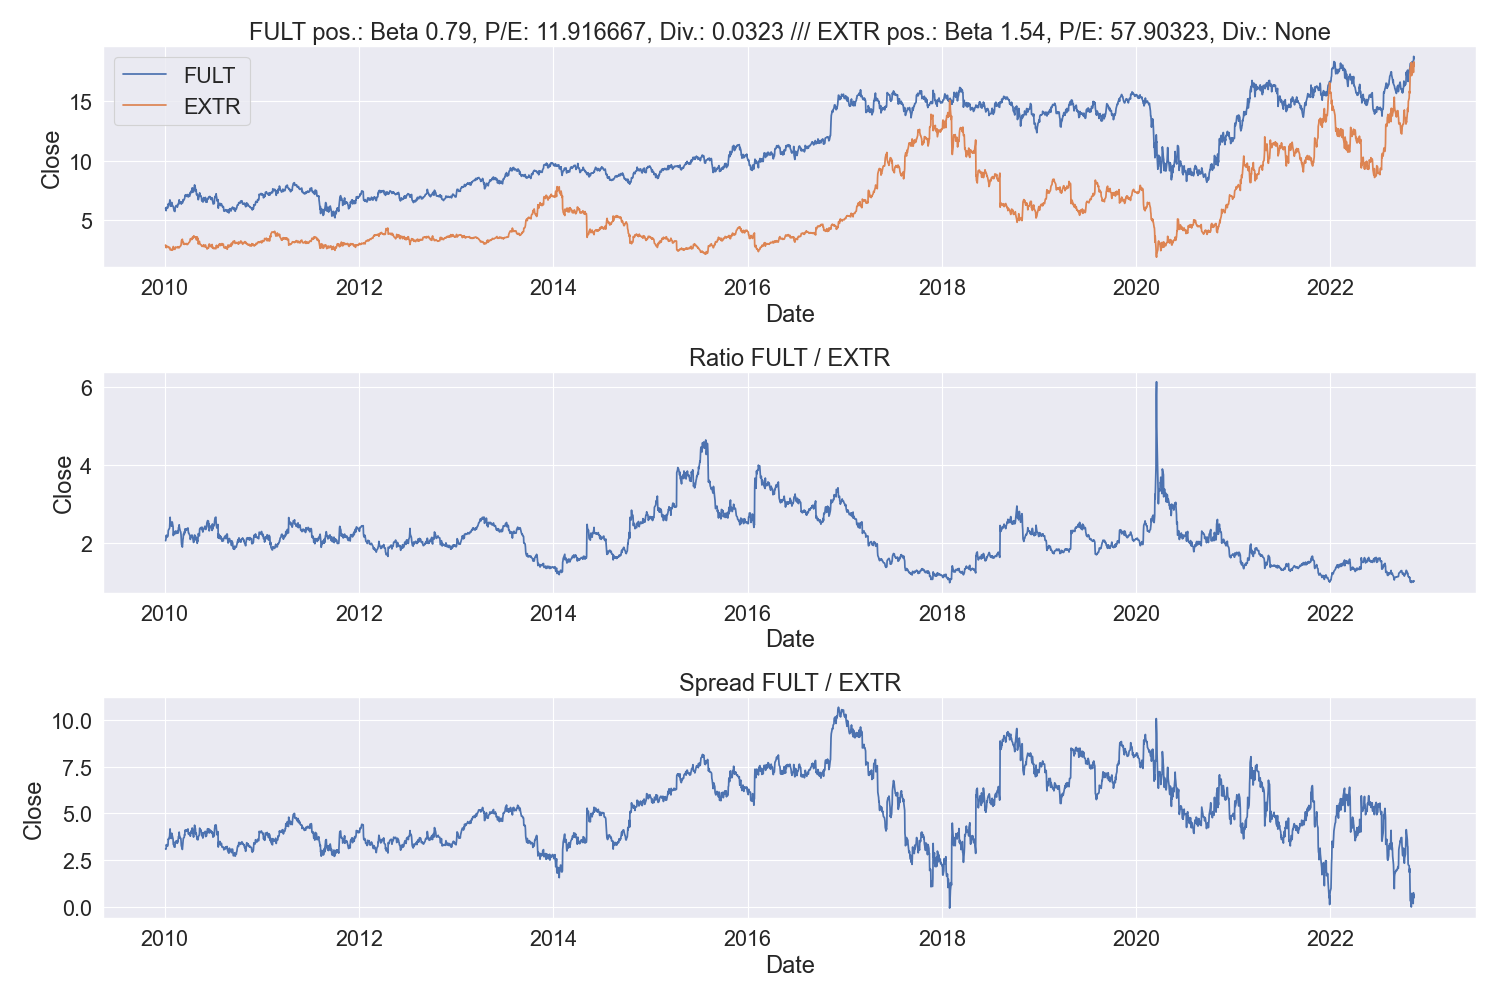 FULT pos.: Beta 0.79, P/E: 11.916667, Div.: 0.0323 /// EXTR pos.: Beta 1.54, P/E: 57.90323, Div.: None
FULT
EXTR
15
10
5
Close
2010 2012 2014 2016 2018 2020 2022
Date
Ratio FULT / EXTR
6
4
2
Close
2010 2012 2014 2016 2018 2020 2022
Date
Spread FULT / EXTR
10.0
7.5
5.0
2.5
0.0
Close
2010 2012 2014 2016 2018 2020 2022
Date